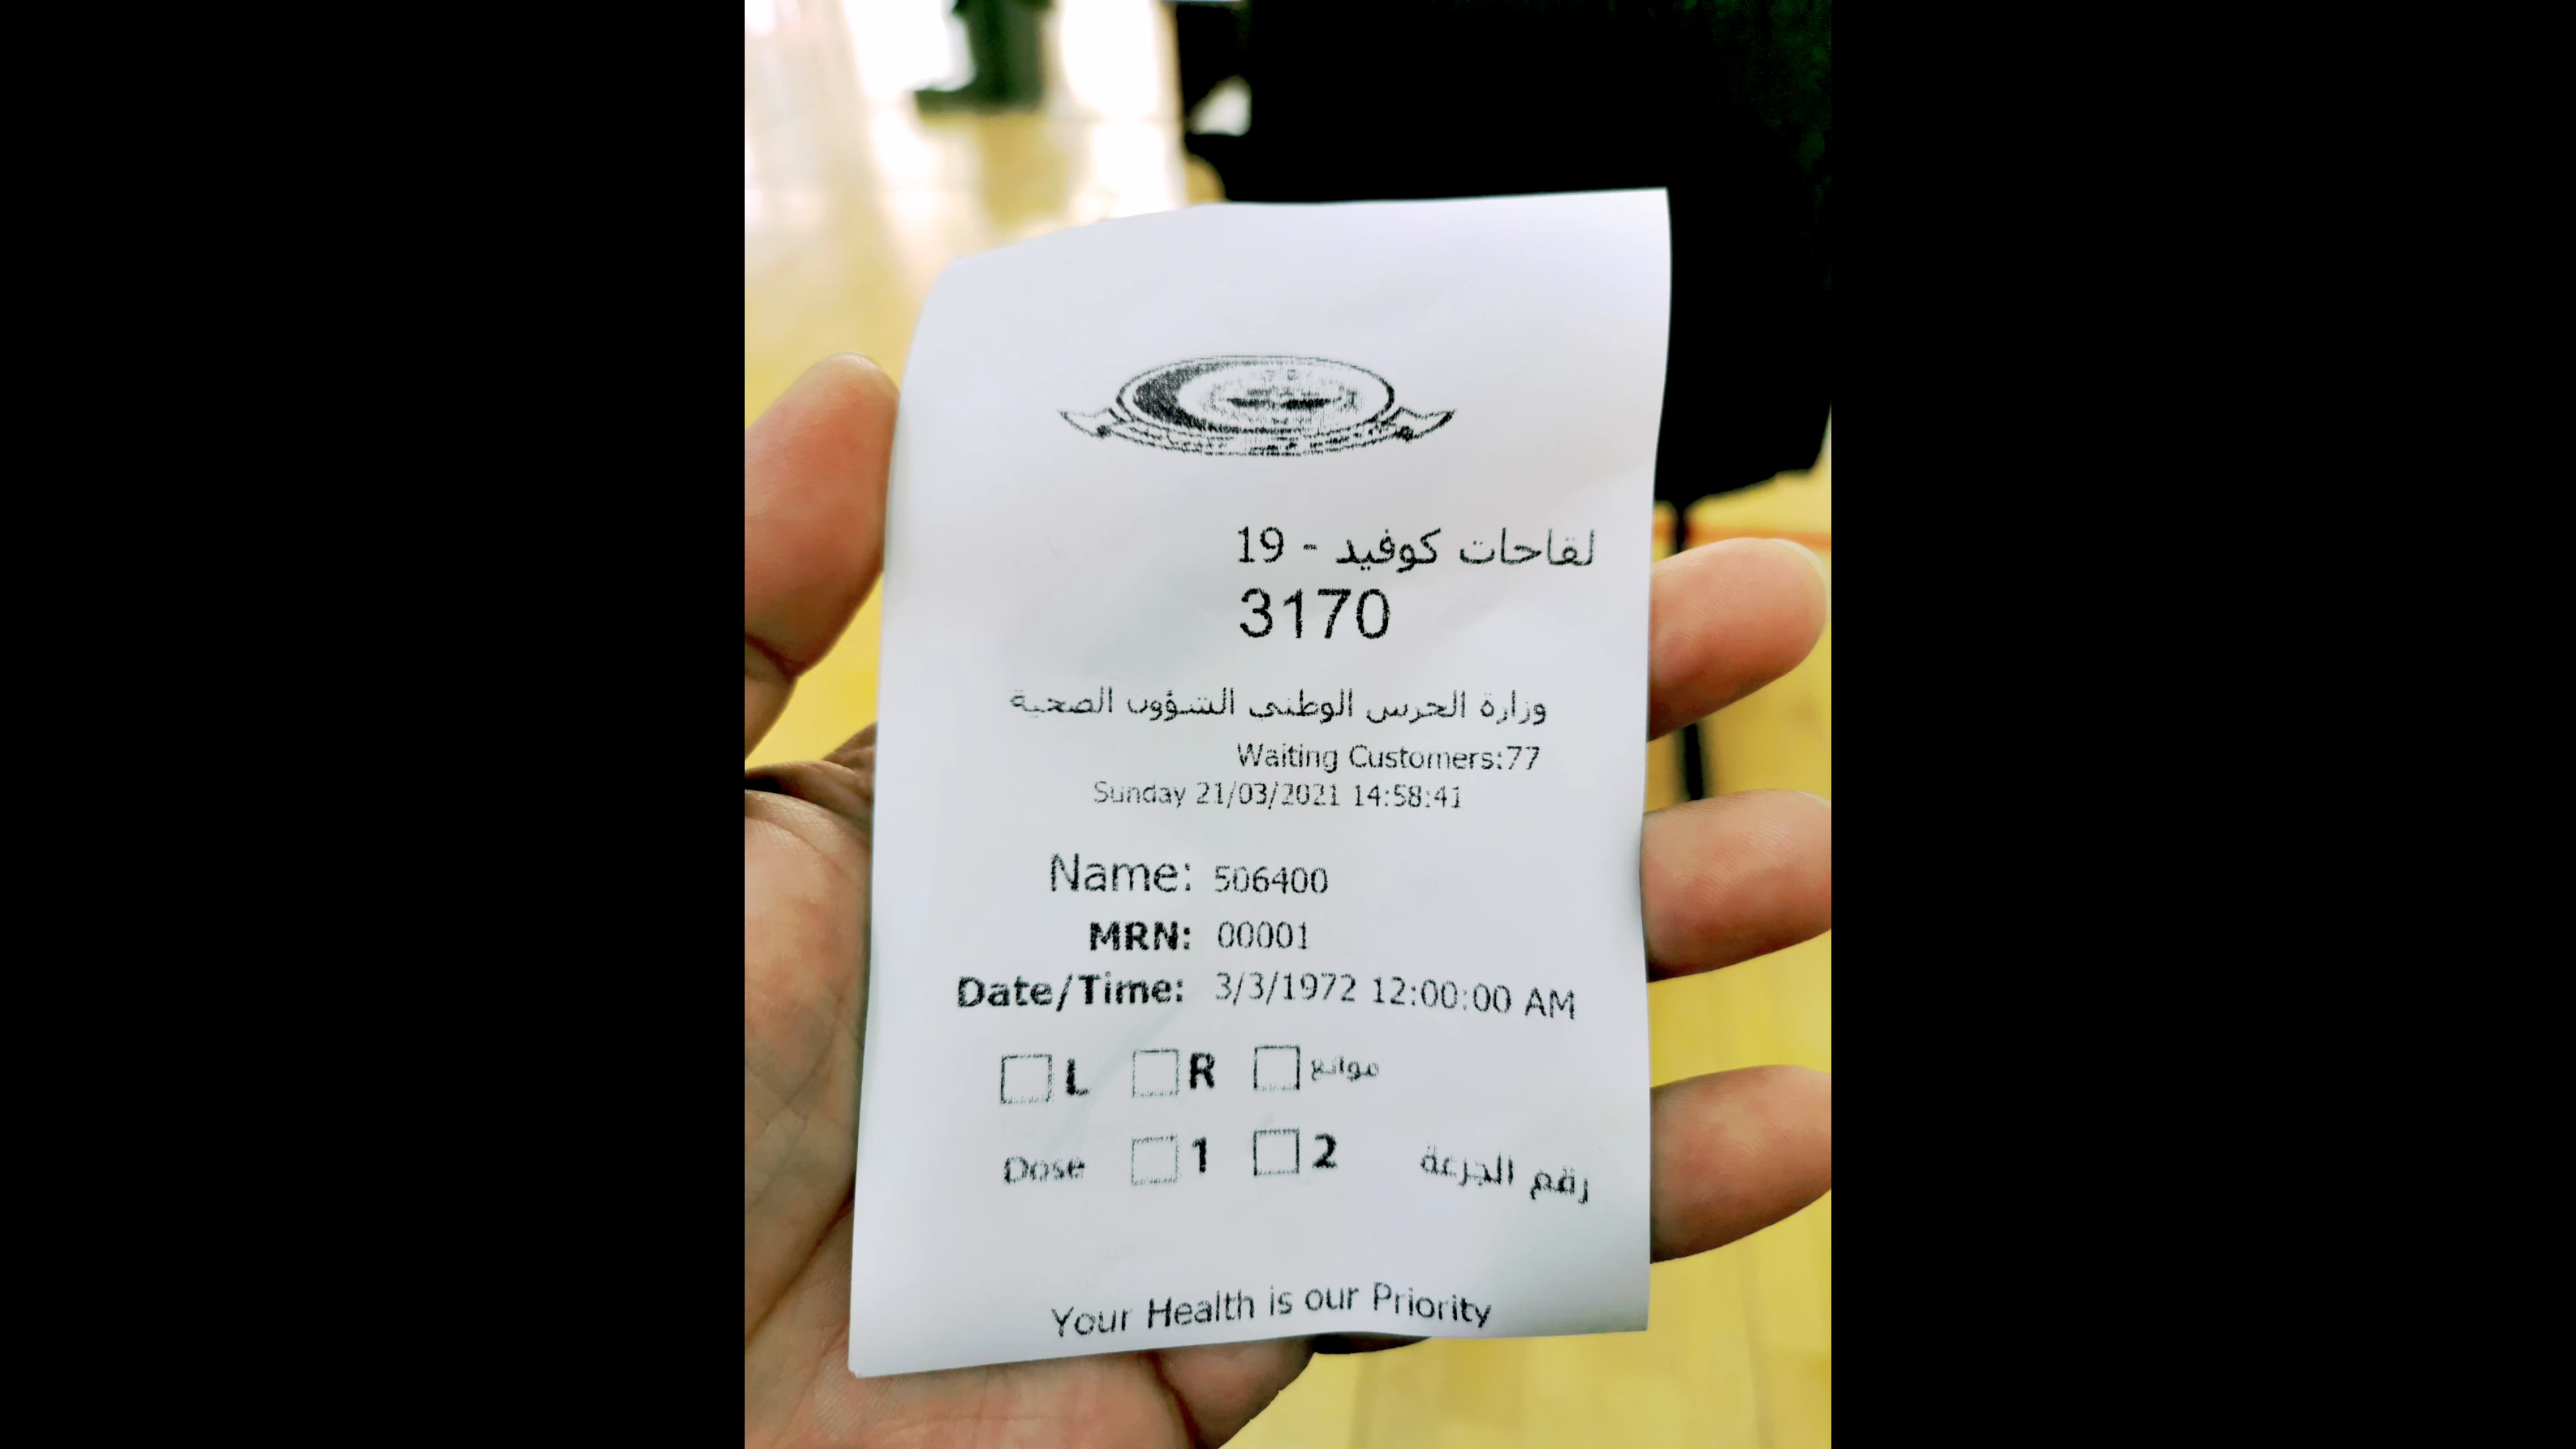 لقاحات كوفيد - 19
3170
وزارة الحرس الوطني الشؤون الصحية
Waiting Customers:77
Sunday 21/03/2021 14:58:41
Name: 506400
MRN: 00001
Date/Time: 3/3/1972 12:00:00 AM
L R موانع
Dose 1 2 رقم الجرعة
Your Health is our Priority